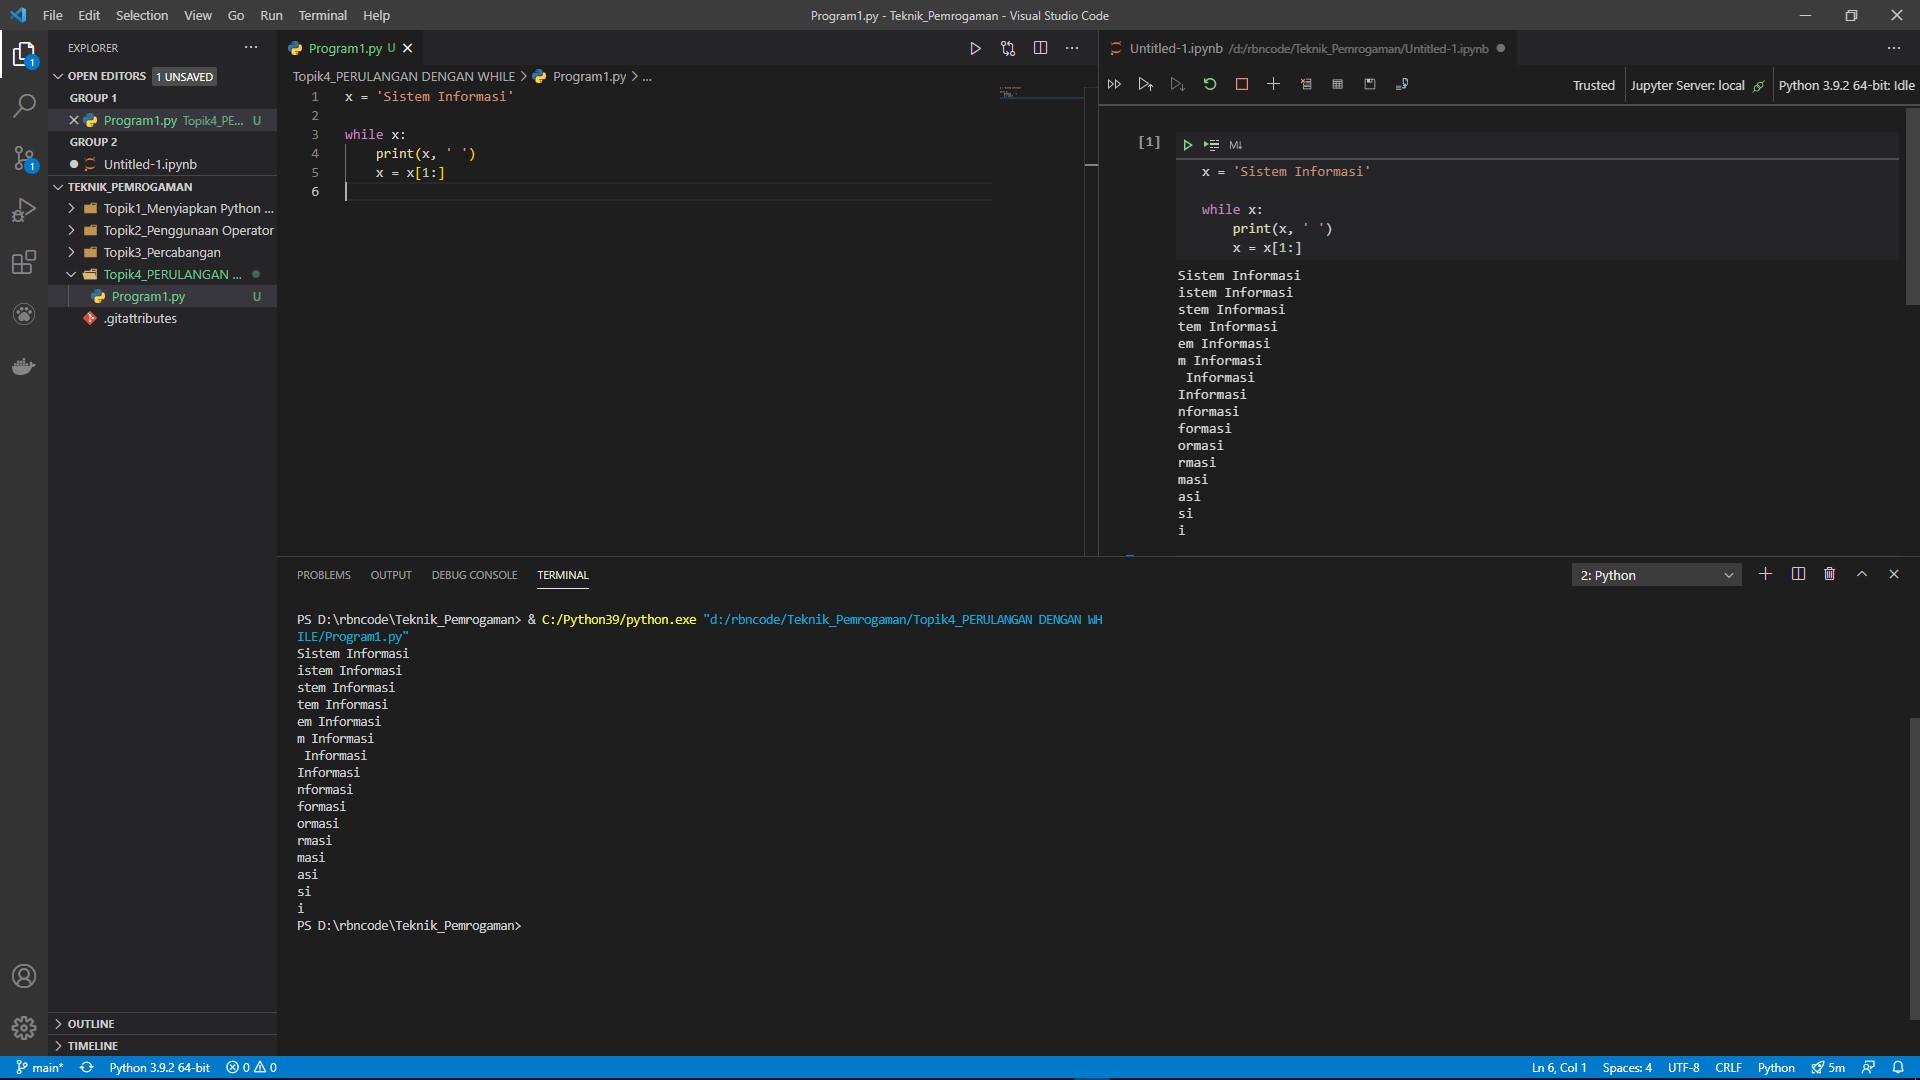 File Edit Selection View Go Run Terminal Help
Program1.py - Teknik_Pemrogaman - Visual Studio Code
EXPLORER
OPEN EDITORS 1 UNSAVED
GROUP 1
Program1.py Topik4_PE... U
GROUP 2
Untitled-1.ipynb
TEKNIK_PEMROGAMAN
Topik1_Menyiapkan Python ...
Topik2_Penggunaan Operator
Topik3_Percabangan
Topik4_PERULANGAN ...
Program1.py U
.gitattributes
OUTLINE
TIMELINE
1
1
Program1.py U
Topik4_PERULANGAN DENGAN WHILE > Program1.py > ...
1 x = 'Sistem Informasi'
2
3 while x:
4     print(x, ' ')
5     x = x[1:]
6
Untitled-1.ipynb /d:/rbncode/Teknik_Pemrogaman/Untitled-1.ipynb
Trusted Jupyter Server: local Python 3.9.2 64-bit: Idle
[1] M↓
x = 'Sistem Informasi'
while x:
    print(x, ' ')
    x = x[1:]
Sistem Informasi
istem Informasi
stem Informasi
tem Informasi
em Informasi
m Informasi
 Informasi
Informasi
nformasi
formasi
ormasi
rmasi
masi
asi
si
i
PROBLEMS OUTPUT DEBUG CONSOLE TERMINAL
2: Python
PS D:\rbncode\Teknik_Pemrogaman> & C:/Python39/python.exe "d:/rbncode/Teknik_Pemrogaman/Topik4_PERULANGAN DENGAN WH
ILE/Program1.py"
Sistem Informasi
istem Informasi
stem Informasi
tem Informasi
em Informasi
m Informasi
 Informasi
Informasi
nformasi
formasi
ormasi
rmasi
masi
asi
si
i
PS D:\rbncode\Teknik_Pemrogaman>
main* Python 3.9.2 64-bit 0 0
Ln 6, Col 1 Spaces: 4 UTF-8 CRLF Python 5m